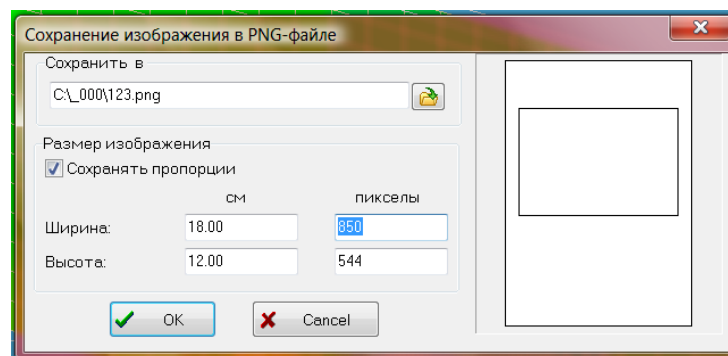 Сохранение изображения в PNG-файле
Сохранить в
C:\_000\123.png
Размер изображения
Сохранять пропорции
см пикселы
Ширина: 18.00 850
Высота: 12.00 544
OK Cancel